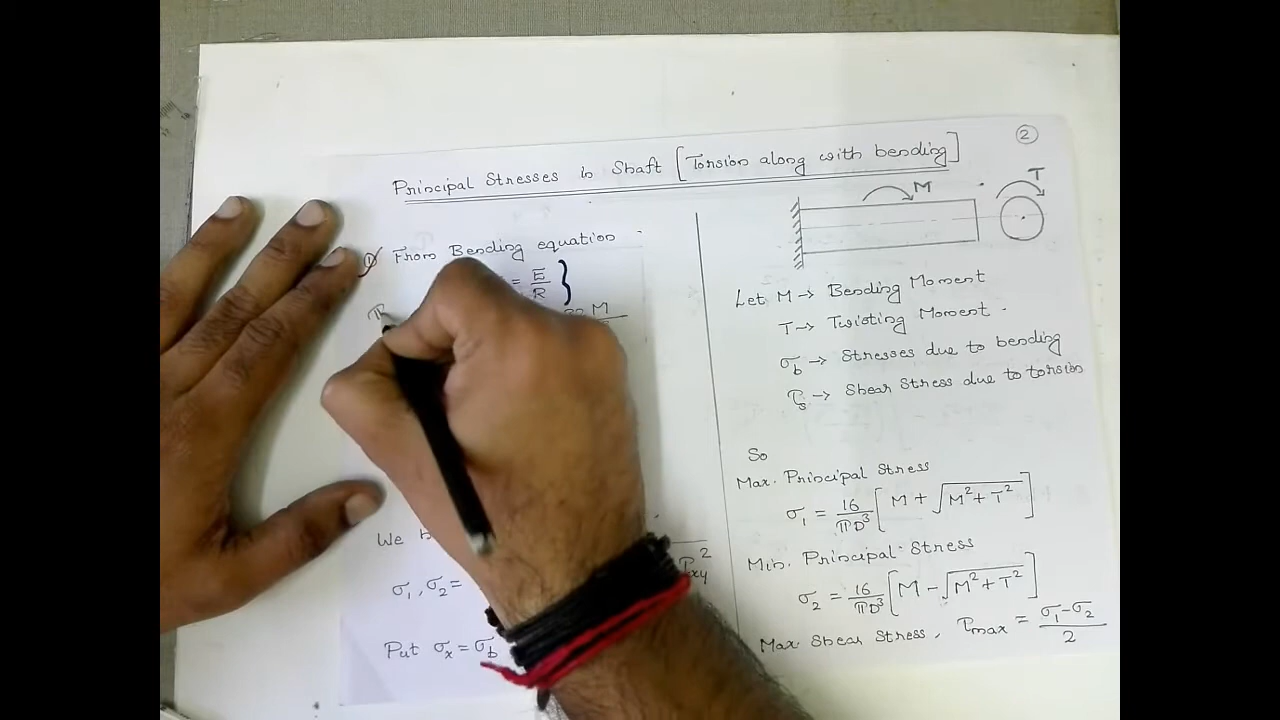 ②
Principal Stresses in Shaft [Torsion along with bending]
① From Bending equation
= E/R }
32 M
We
σ₁, σ₂ =
τxy²
Put σx = σb
M
T
Let M → Bending Moment
T → Twisting Moment.
σb → Stresses due to bending
τs → Shear Stress due to torsion
So
Max. Principal Stress
σ₁ = 16/πD³ [M + √(M² + T²)]
Min. Principal Stress
σ₂ = 16/πD³ [M - √(M² + T²)]
Max. Shear Stress, τmax = (σ₁ - σ₂)/2